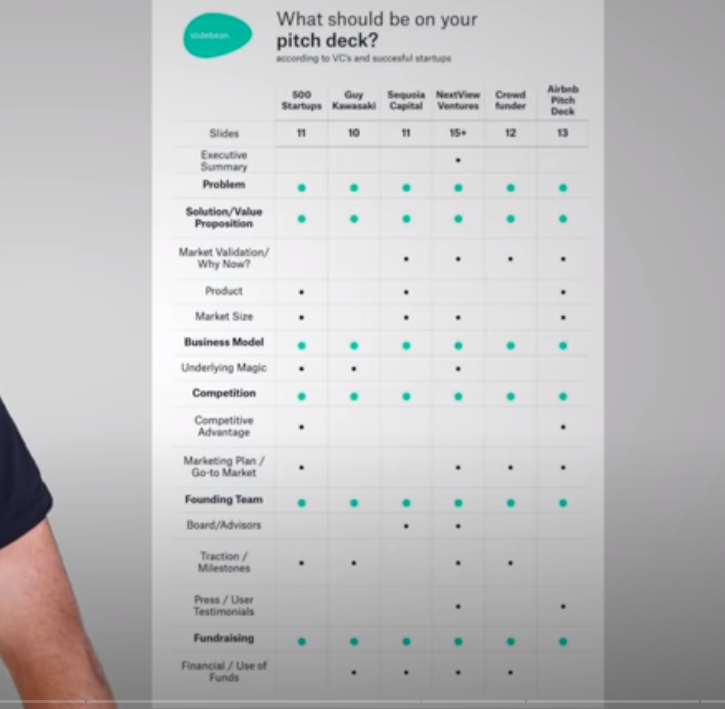 slidebean.
What should be on your
pitch deck?
according to VC's and succesful startups
500 Startups Guy Kawasaki Sequoia Capital NextView Ventures Crowd funder Airbnb Pitch Deck
Slides 11 10 11 15+ 12 13
Executive
Summary
Problem
Solution/Value
Proposition
Market Validation/
Why Now?
Product
Market Size
Business Model
Underlying Magic
Competition
Competitive
Advantage
Marketing Plan /
Go-to Market
Founding Team
Board/Advisors
Traction /
Milestones
Press / User
Testimonials
Fundraising
Financial / Use of
Funds